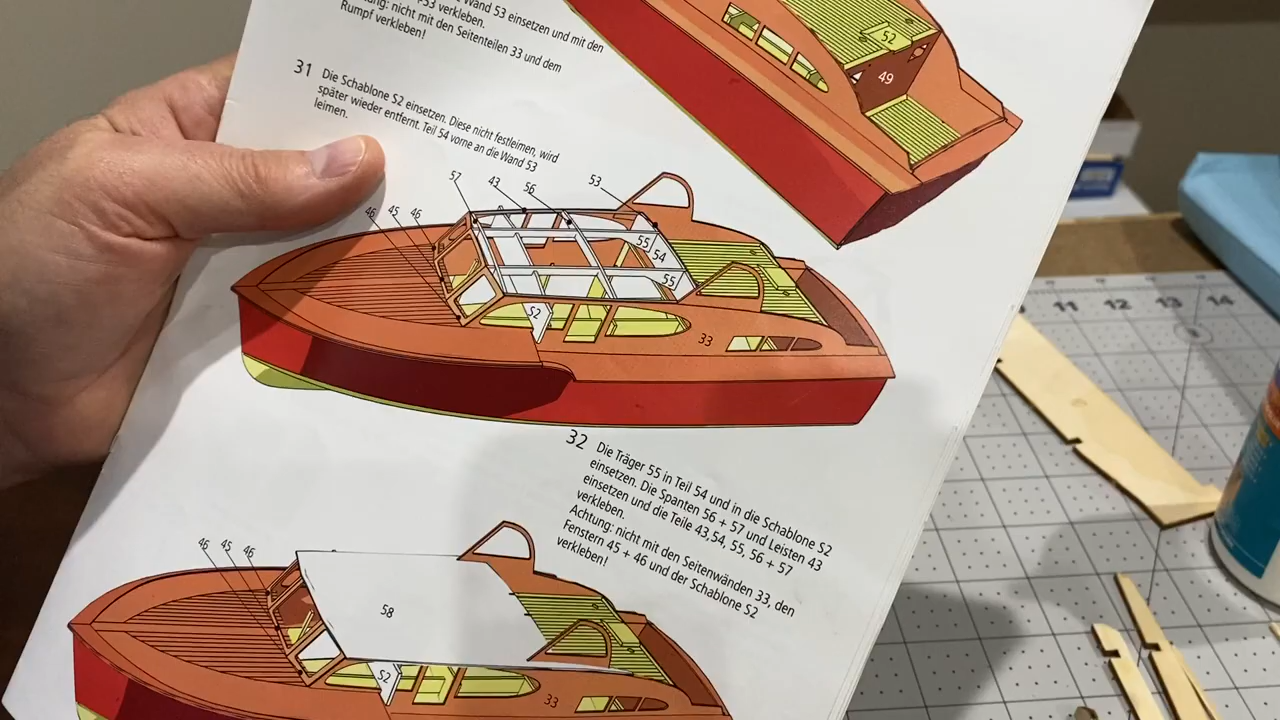 Wand 53 einsetzen und mit den
53 verkleben.
nicht mit den Seitenteilen 33 und dem
Rumpf verkleben!
52
49
31 Die Schablone S2 einsetzen. Diese nicht festleimen, wird
später wieder entfernt. Teil 54 vorne an die Wand 53
leimen.
57 43 56 53
46 45 46
55 54
55
S2
33
11 12 13 14
32 Die Träger 55 in Teil 54 und in die Schablone S2
einsetzen. Die Spanten 56 + 57 und Leisten 43
einsetzen und die Teile 43,54, 55, 56 + 57
verkleben.
Achtung: nicht mit den Seitenwänden 33, den
Fenstern 45 + 46 und der Schablone S2
verkleben!
46 45 46
58
S2
33